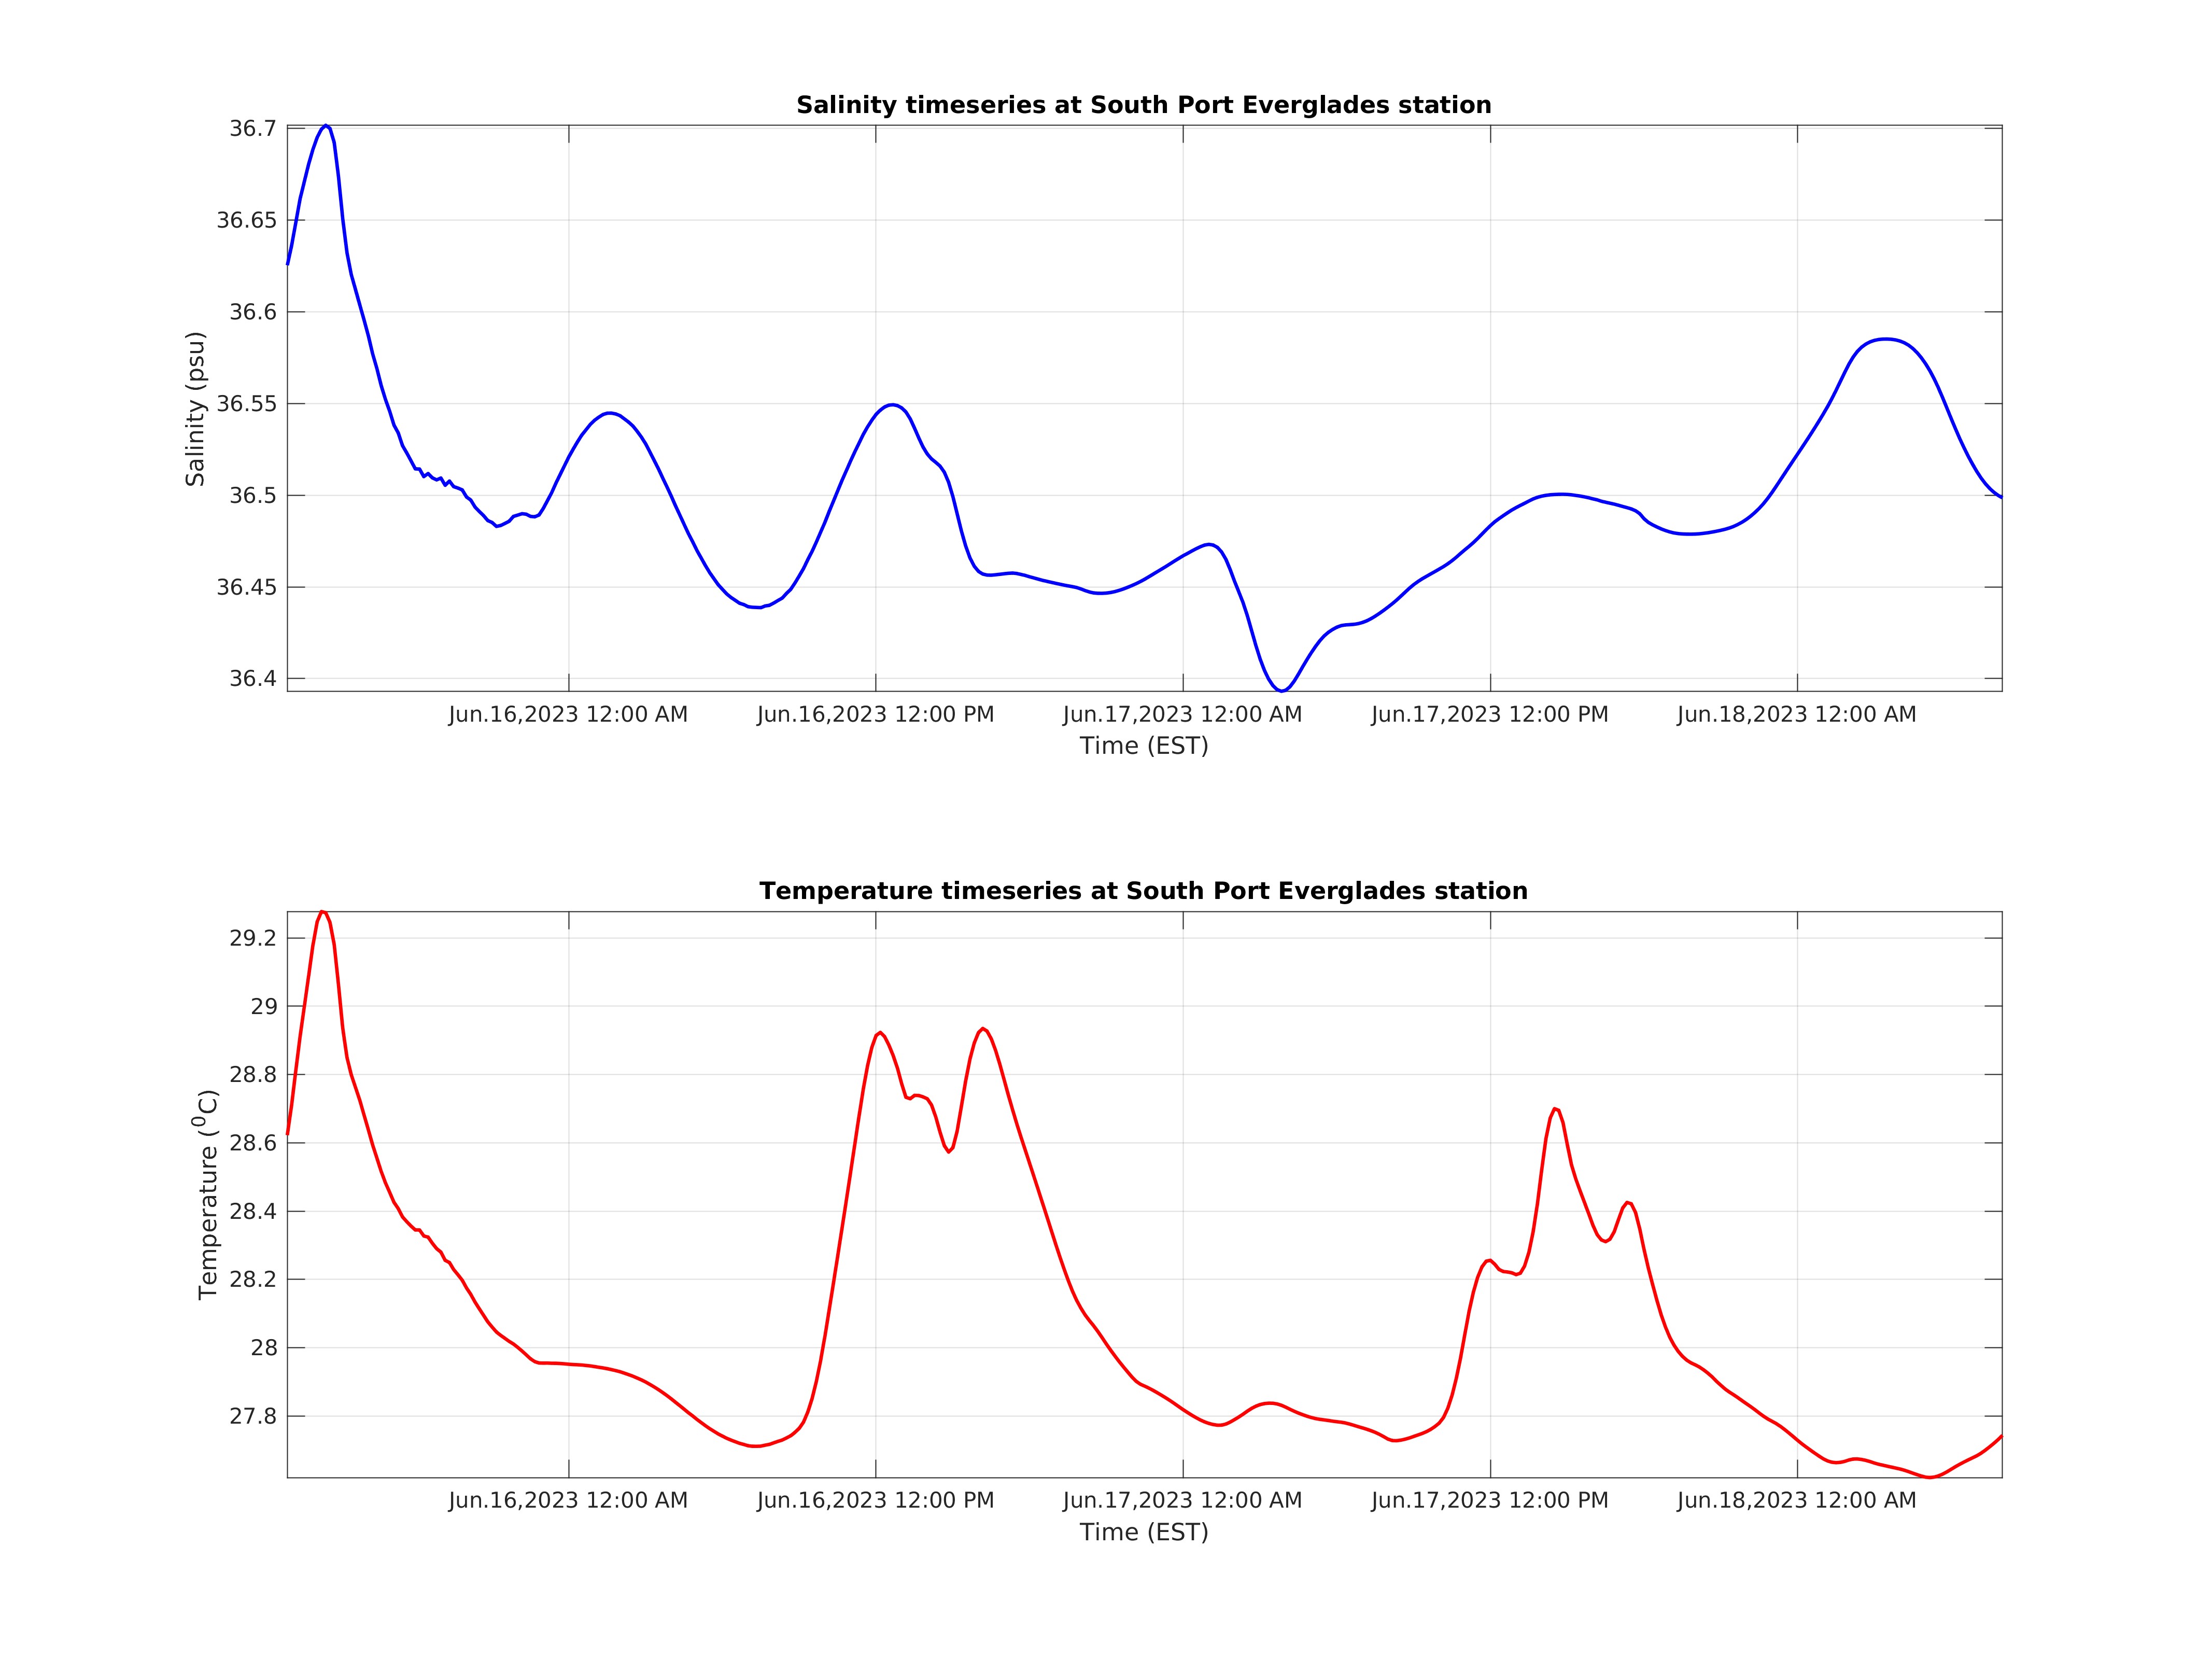 Salinity timeseries at South Port Everglades station
36.7
36.65
36.6
36.55
36.5
36.45
36.4
Salinity (psu)
Jun.16,2023 12:00 AM
Jun.16,2023 12:00 PM
Jun.17,2023 12:00 AM
Jun.17,2023 12:00 PM
Jun.18,2023 12:00 AM
Time (EST)
Temperature timeseries at South Port Everglades station
29.2
29
28.8
28.6
28.4
28.2
28
27.8
Temperature (⁰C)
Jun.16,2023 12:00 AM
Jun.16,2023 12:00 PM
Jun.17,2023 12:00 AM
Jun.17,2023 12:00 PM
Jun.18,2023 12:00 AM
Time (EST)